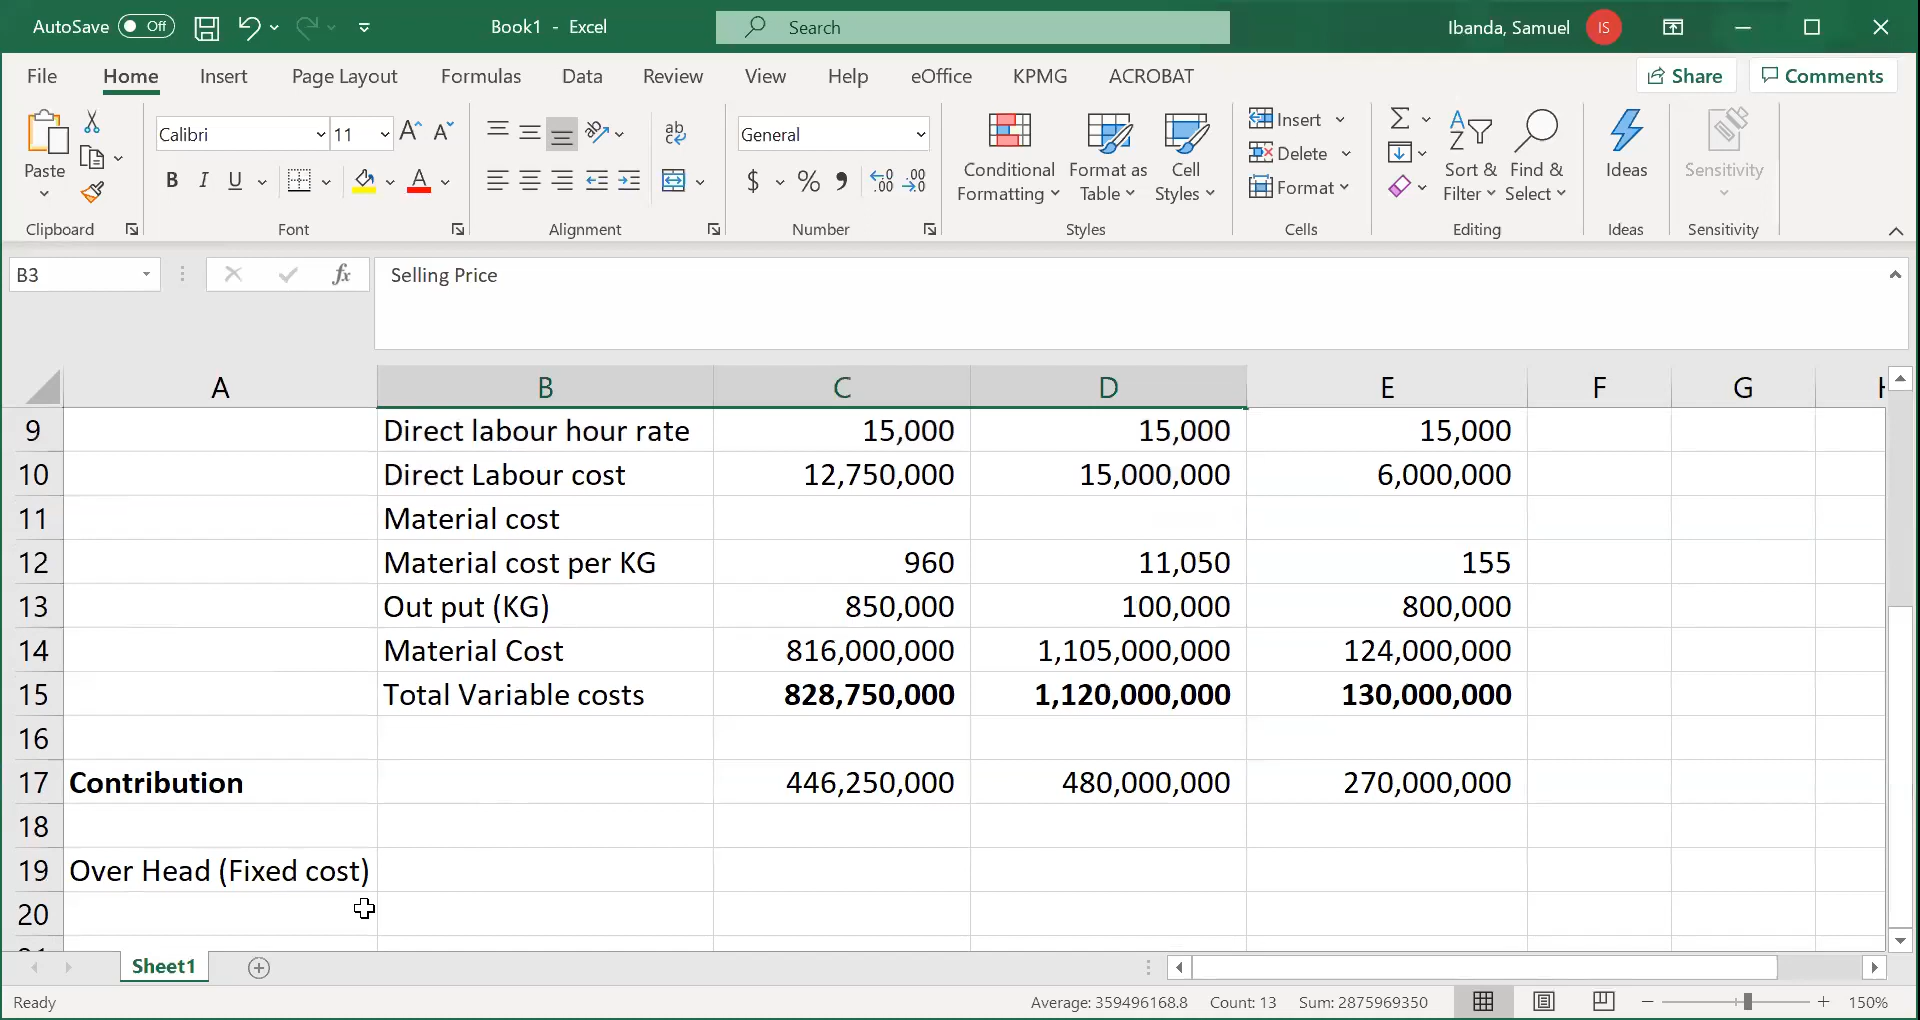 AutoSave Off Book1 - Excel Search Ibanda, Samuel IS
File Home Insert Page Layout Formulas Data Review View Help eOffice KPMG ACROBAT Share Comments
Paste Calibri 11 General Conditional Formatting Format as Table Cell Styles Insert Delete Format Sort & Filter Find & Select Ideas Sensitivity
Clipboard Font Alignment Number Styles Cells Editing Ideas Sensitivity
B3 fx Selling Price
A B C D E F G
9 Direct labour hour rate 15,000 15,000 15,000
10 Direct Labour cost 12,750,000 15,000,000 6,000,000
11 Material cost
12 Material cost per KG 960 11,050 155
13 Out put (KG) 850,000 100,000 800,000
14 Material Cost 816,000,000 1,105,000,000 124,000,000
15 Total Variable costs 828,750,000 1,120,000,000 130,000,000
16
17 Contribution 446,250,000 480,000,000 270,000,000
18
19 Over Head (Fixed cost)
20
Sheet1
Ready Average: 359496168.8 Count: 13 Sum: 2875969350 150%